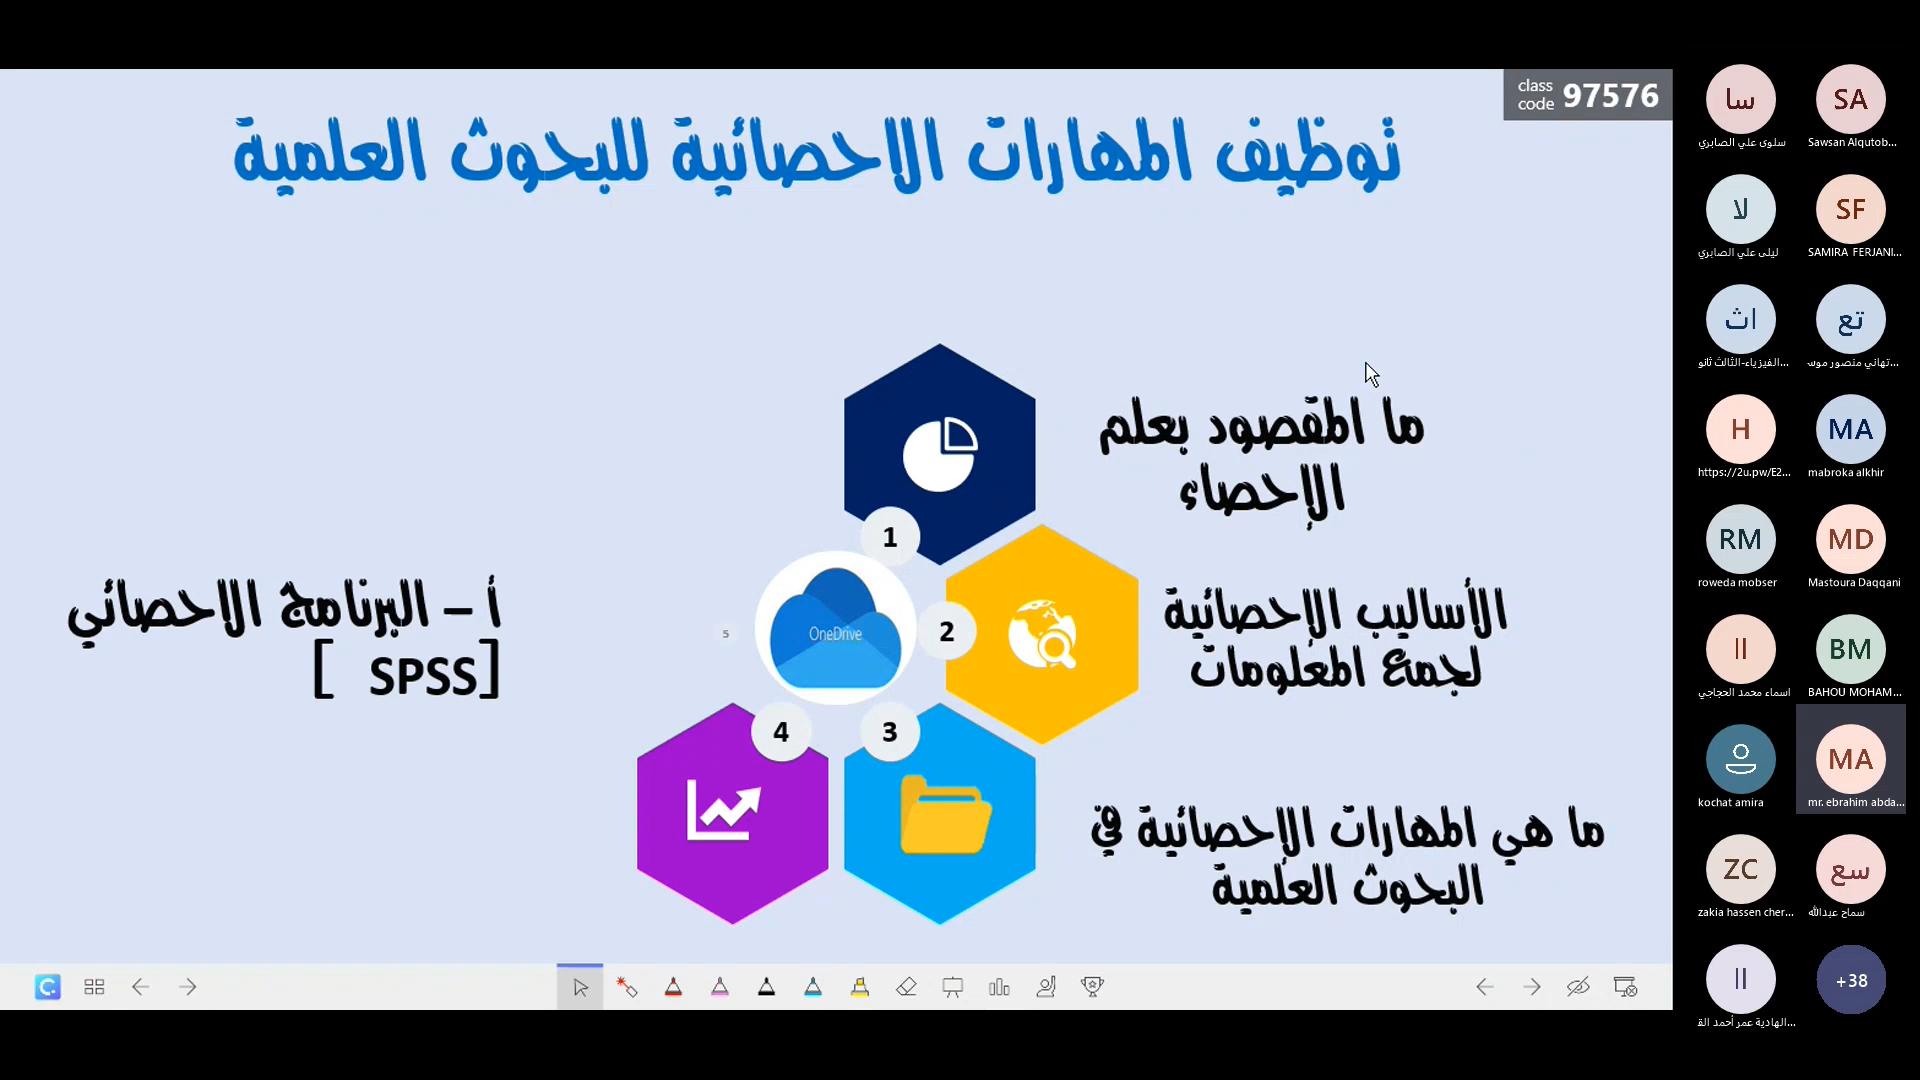 class code 97576
توظيف المهارات الاحصائية للبحوث العلمية
ما المقصود بعلم
الإحصاء
1
الأساليب الإحصائية
لجمع المعلومات
2
OneDrive
5
أ – البرنامج الاحصائي
[SPSS ]
ما هي المهارات الإحصائية في
البحوث العلمية
3
4
سا
سلوى علي الصابري
SA
Sawsan Alqutob...
لا
ليلى علي الصابري
SF
SAMIRA FERJANI...
اث
الفيزياء-الثالث ثانو...
تع
تهاني منصور موس...
H
https://2u.pw/E2...
MA
mabroka alkhir
RM
roweda mobser
MD
Mastoura Daqqani
اا
اسماء محمد الحجاجي
BM
BAHOU MOHAM...
kochat amira
MA
mr. ebrahim abda...
ZC
zakia hassen cher...
سع
سماح عبدالله
اا
الهادية عمر أحمد الق...
+38